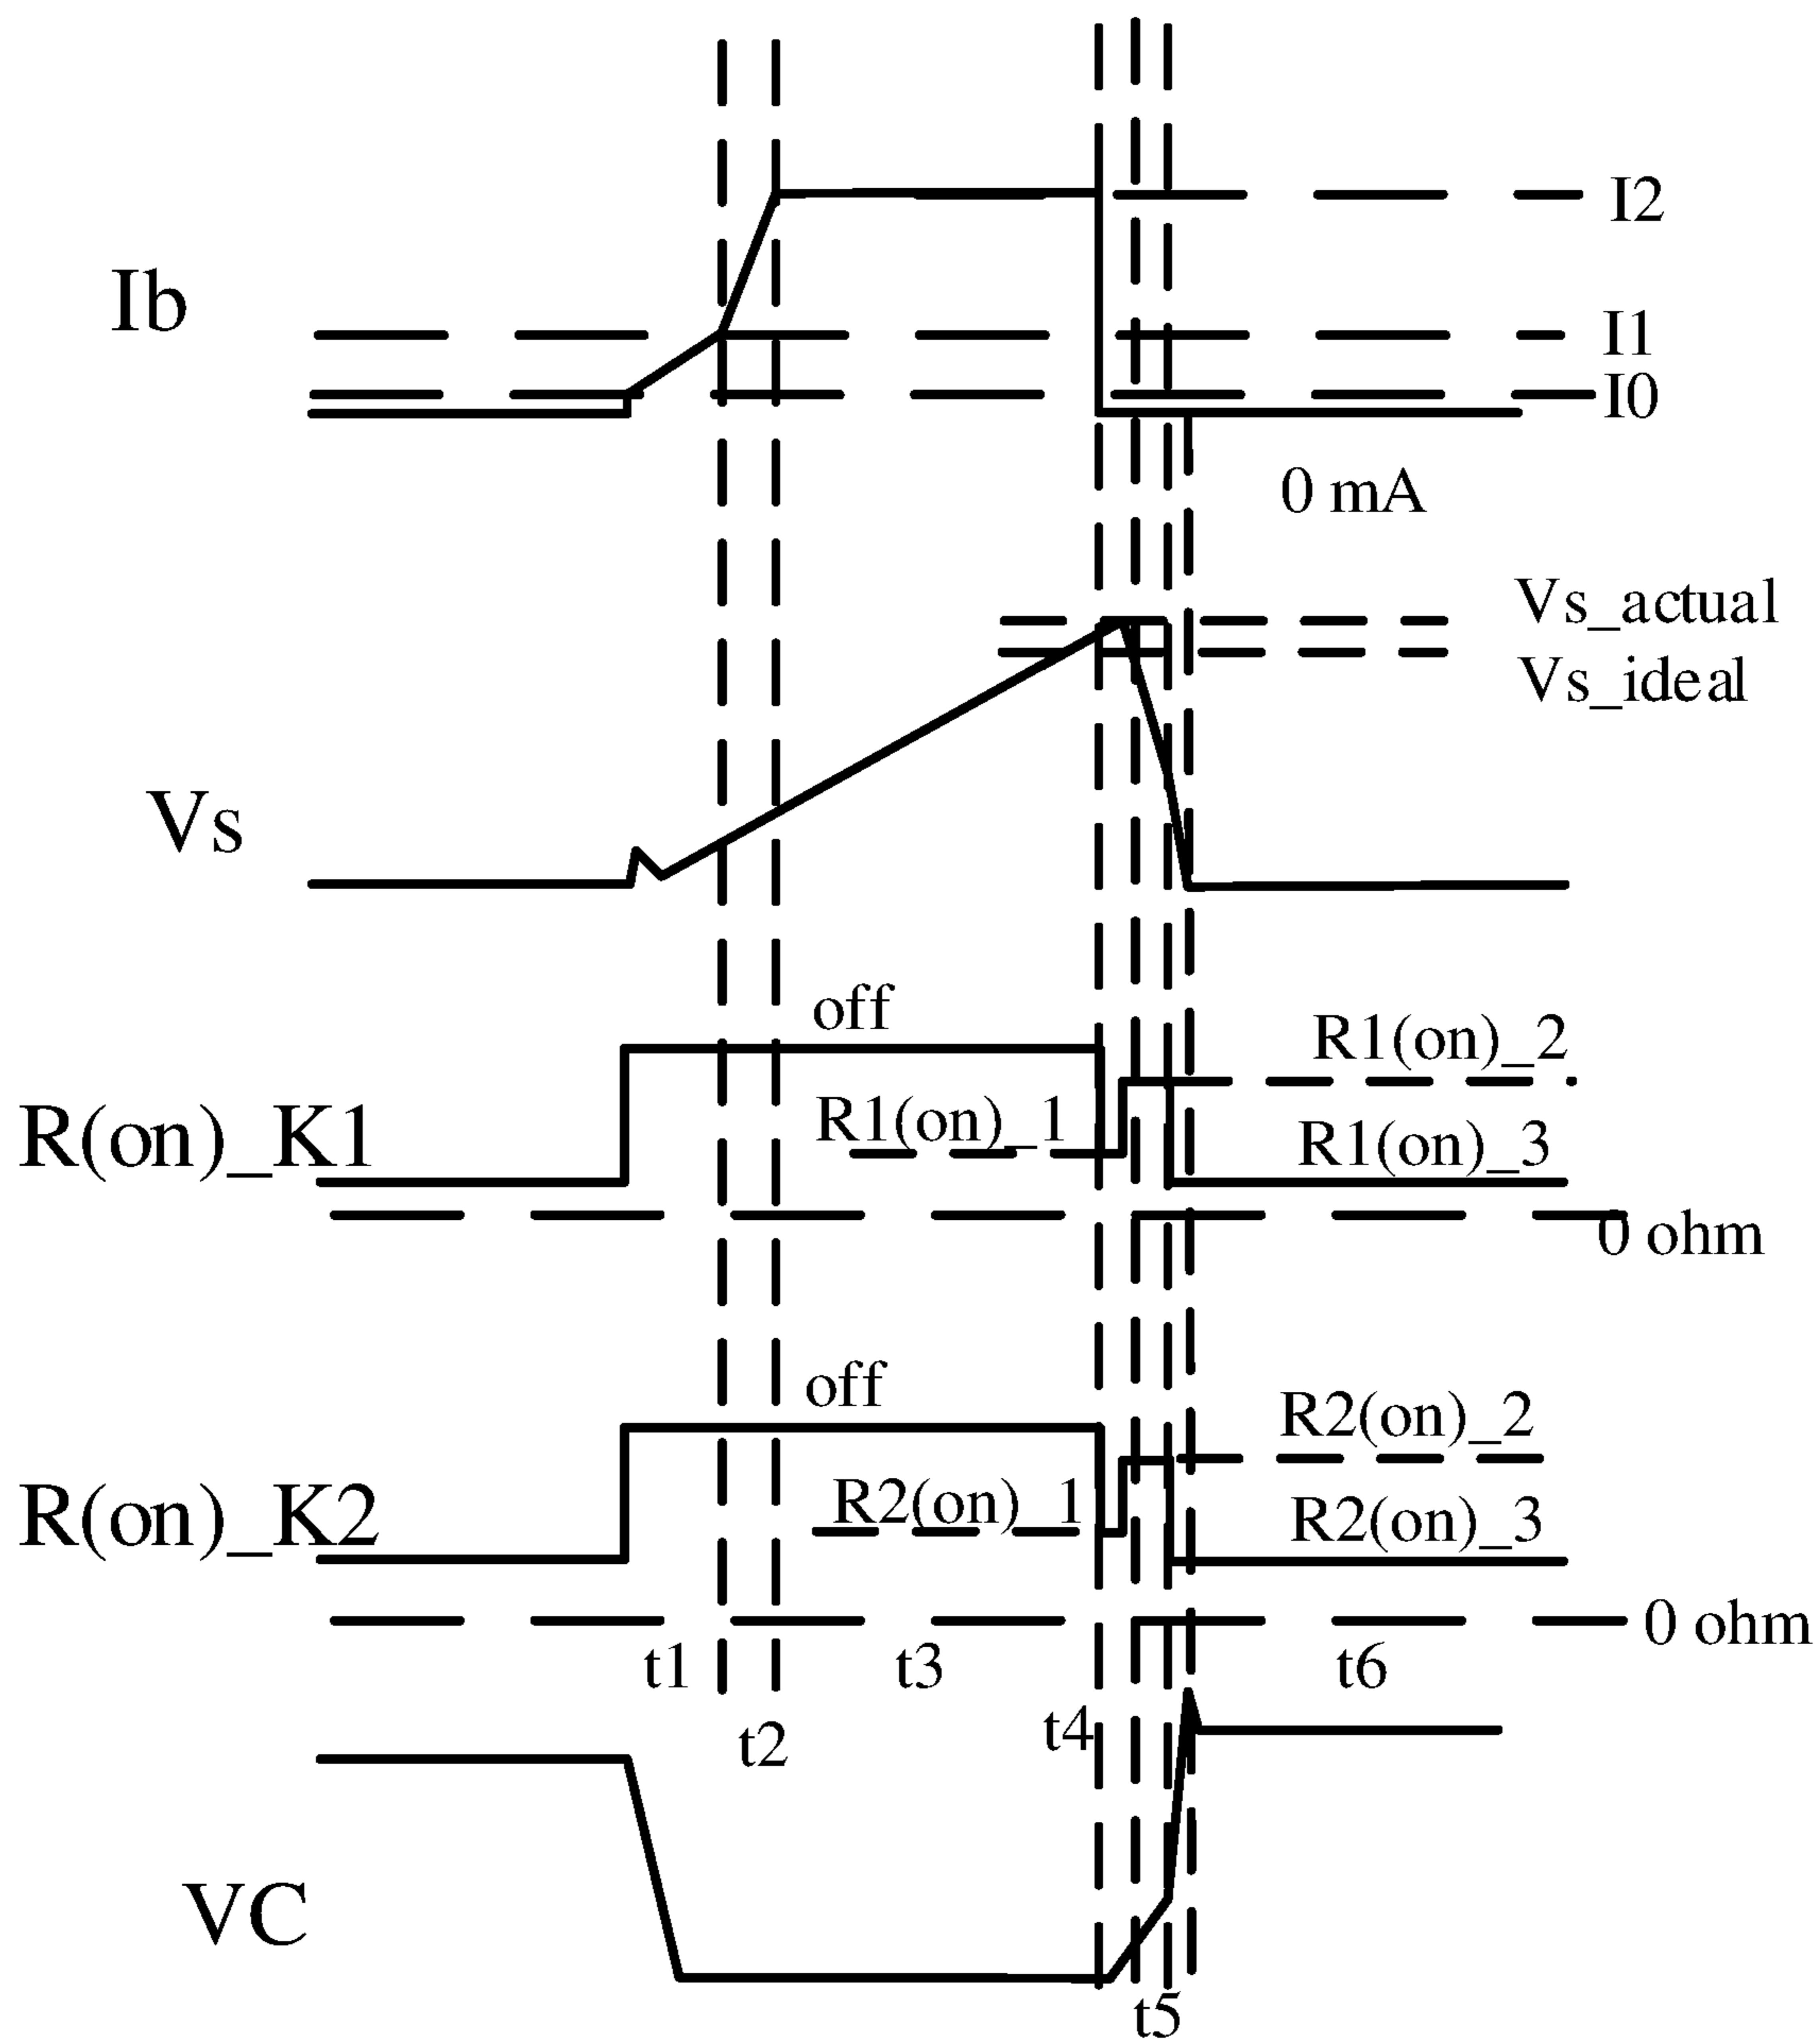 I2
Ib
I1
I0
0 mA
Vs_actual
Vs_ideal
Vs
off
R1(on)_2
R(on)_K1
R1(on)_1
R1(on)_3
0 ohm
off
R2(on)_2
R(on)_K2
R2(on)_1
R2(on)_3
0 ohm
t1
t3
t6
t2
t4
VC
t5